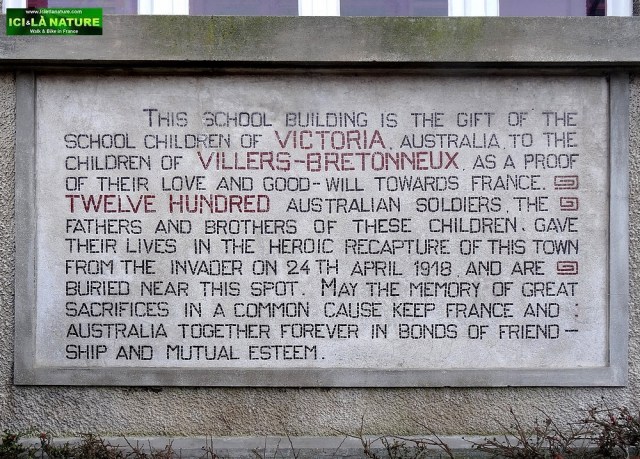 www.icilanature.com
ICI&LÀ NATURE
Walk & Bike in France
THIS SCHOOL BUILDING IS THE GIFT OF THE
SCHOOL CHILDREN OF VICTORIA, AUSTRALIA, TO THE
CHILDREN OF VILLERS-BRETONNEUX, AS A PROOF
OF THEIR LOVE AND GOOD-WILL TOWARDS FRANCE.
TWELVE HUNDRED AUSTRALIAN SOLDIERS, THE
FATHERS AND BROTHERS OF THESE CHILDREN, GAVE
THEIR LIVES IN THE HEROIC RECAPTURE OF THIS TOWN
FROM THE INVADER ON 24TH APRIL 1918, AND ARE
BURIED NEAR THIS SPOT. MAY THE MEMORY OF GREAT
SACRIFICES IN A COMMON CAUSE KEEP FRANCE AND
AUSTRALIA TOGETHER FOREVER IN BONDS OF FRIEND-
SHIP AND MUTUAL ESTEEM.